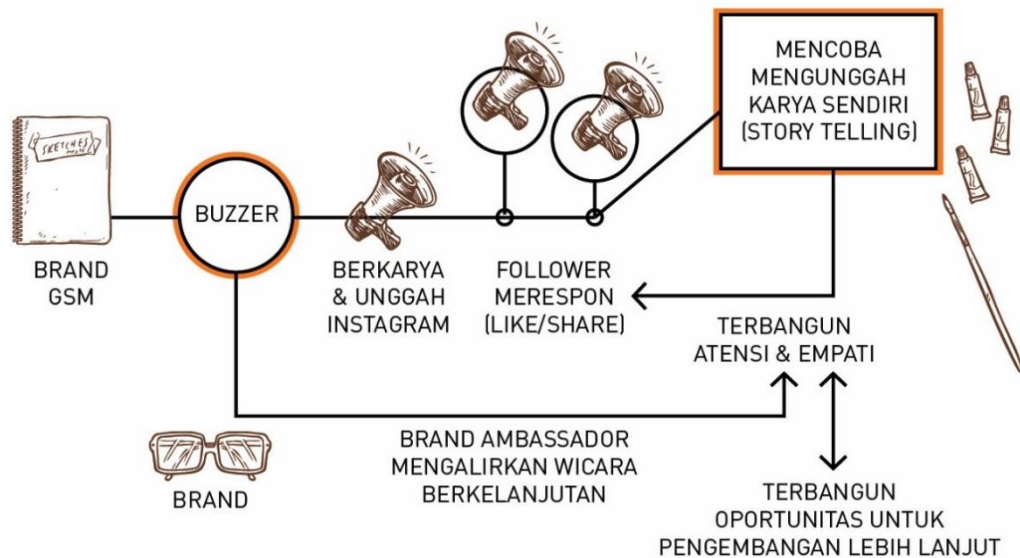 MENCOBA
MENGUNGGAH
KARYA SENDIRI
(STORY TELLING)
SKETCHES
BUZZER
BRAND
GSM
BERKARYA
& UNGGAH
INSTAGRAM
FOLLOWER
MERESPON
(LIKE/SHARE)
TERBANGUN
ATENSI & EMPATI
BRAND
BRAND AMBASSADOR
MENGALIRKAN WICARA
BERKELANJUTAN
TERBANGUN
OPORTUNITAS UNTUK
PENGEMBANGAN LEBIH LANJUT